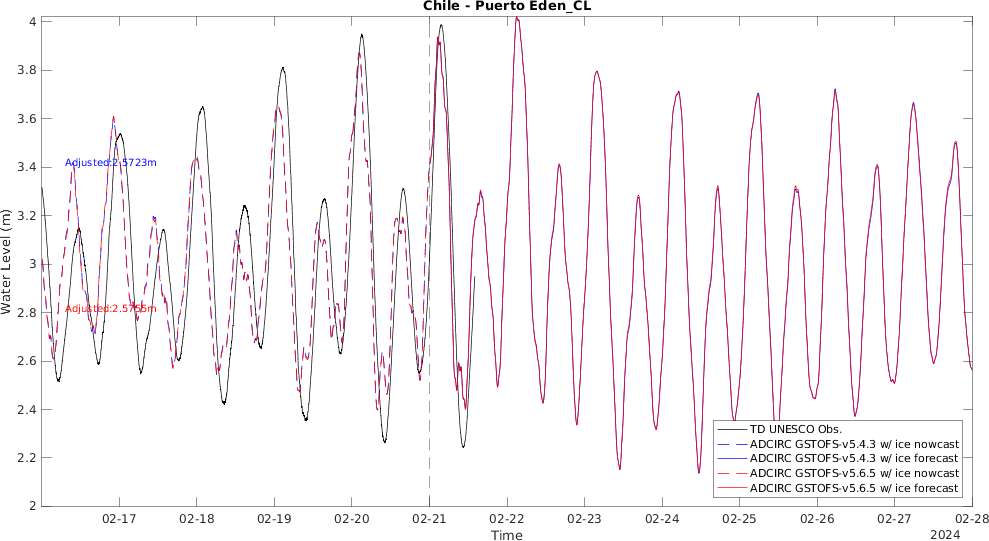 Chile - Puerto Eden_CL
4
3.8
3.6
3.4
3.2
3
2.8
2.6
2.4
2.2
2
Water Level (m)
Adjusted:2.5723m
Adjusted:2.5755m
TD UNESCO Obs.
ADCIRC GSTOFS-v5.4.3 w/ ice nowcast
ADCIRC GSTOFS-v5.4.3 w/ ice forecast
ADCIRC GSTOFS-v5.6.5 w/ ice nowcast
ADCIRC GSTOFS-v5.6.5 w/ ice forecast
02-17 02-18 02-19 02-20 02-21 02-22 02-23 02-24 02-25 02-26 02-27 02-28
Time
2024